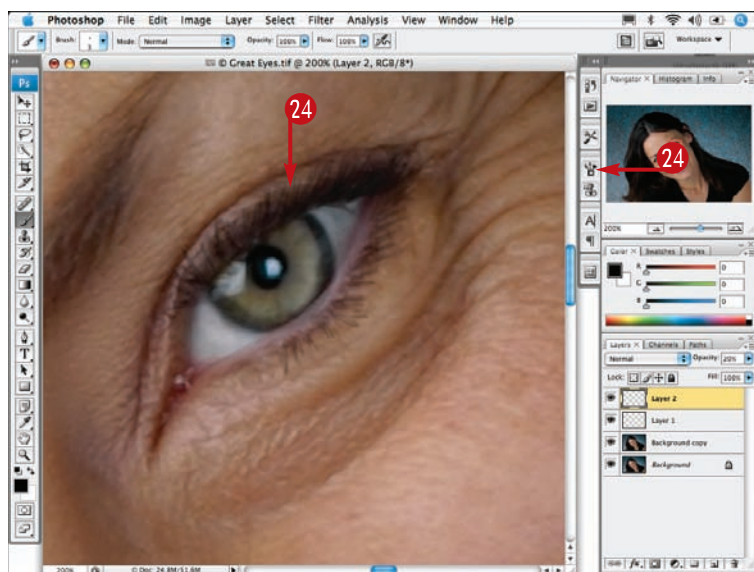 Photoshop File Edit Image Layer Select Filter Analysis View Window Help
Brush: Mode: Normal Opacity: 100% Flow: 100% Workspace
© Great Eyes.tif @ 200% (Layer 2, RGB/8*)
Ps
24
24
Navigator × Histogram Info
200%
Color × Swatches Styles
R 0
G 0
B 0
Layers × Channels Paths
Normal Opacity: 20%
Lock: Fill: 100%
Layer 2
Layer 1
Background copy
Background
200% © Doc: 24.8M/51.6M